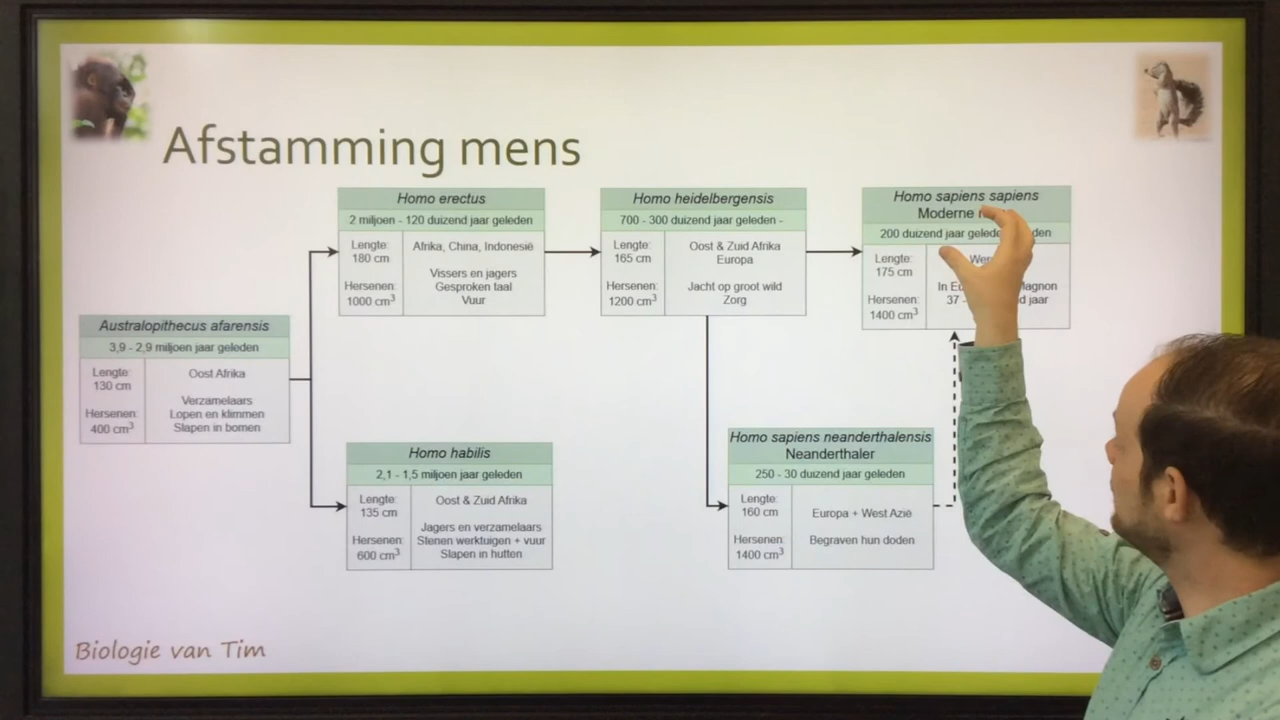 Afstamming mens
Australopithecus afarensis
3,9 - 2,9 miljoen jaar geleden
Lengte:
130 cm
Hersenen:
400 cm³
Oost Afrika
Verzamelaars
Lopen en klimmen
Slapen in bomen
Homo erectus
2 miljoen - 120 duizend jaar geleden
Lengte:
180 cm
Hersenen:
1000 cm³
Afrika, China, Indonesië
Vissers en jagers
Gesproken taal
Vuur
Homo habilis
2,1 - 1,5 miljoen jaar geleden
Lengte:
135 cm
Hersenen:
600 cm³
Oost & Zuid Afrika
Jagers en verzamelaars
Stenen werktuigen + vuur
Slapen in hutten
Homo heidelbergensis
700 - 300 duizend jaar geleden -
Lengte:
165 cm
Hersenen:
1200 cm³
Oost & Zuid Afrika
Europa
Jacht op groot wild
Zorg
Homo sapiens neanderthalensis
Neanderthaler
250 - 30 duizend jaar geleden
Lengte:
160 cm
Hersenen:
1400 cm³
Europa + West Azië
Begraven hun doden
Homo sapiens sapiens
Moderne
200 duizend jaar
Lengte:
175 cm
Hersenen:
1400 cm³
In
37 - jaar
Biologie van Tim